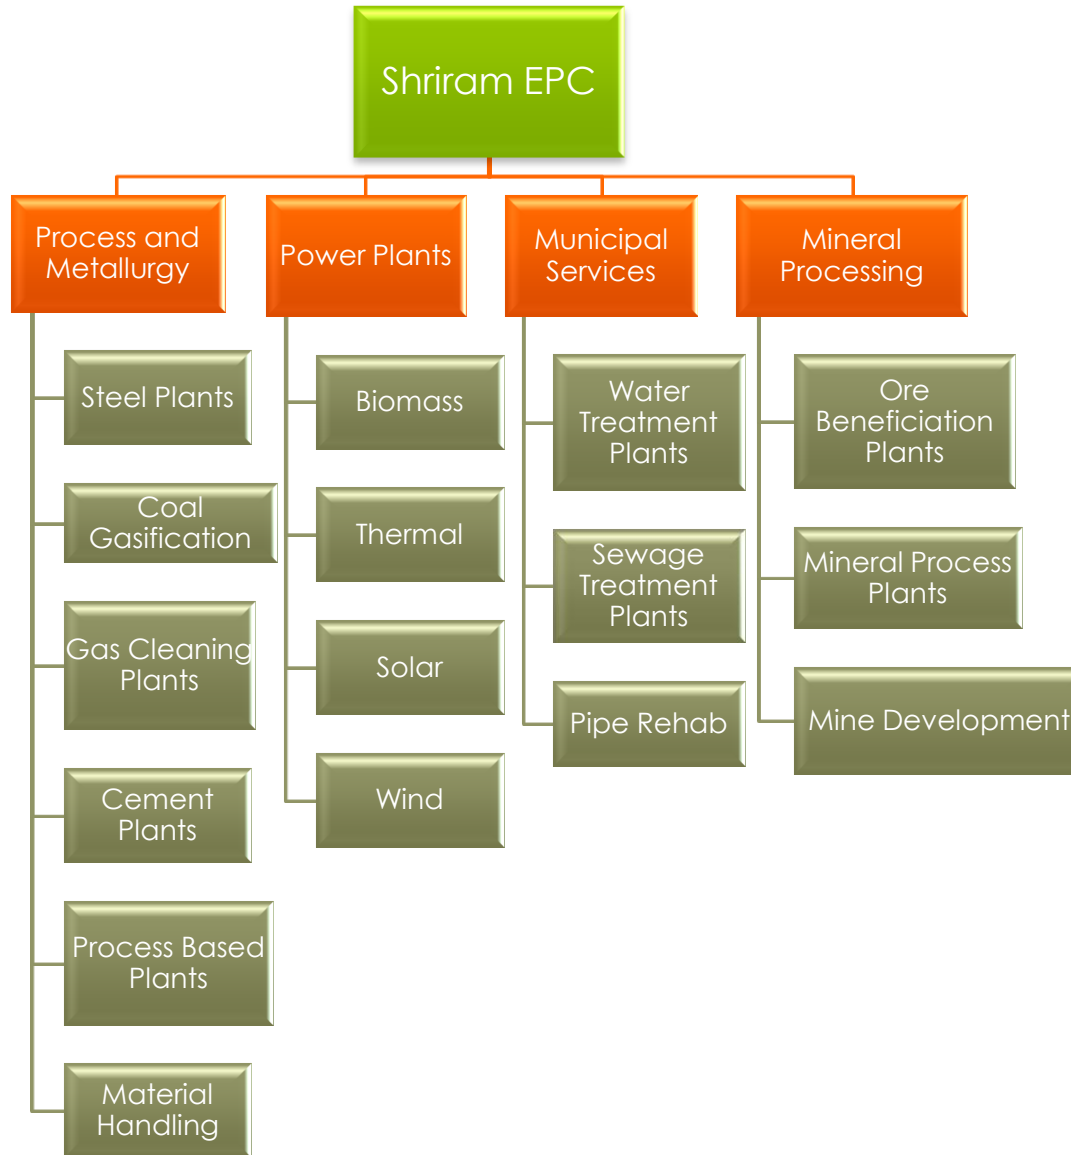 Shriram EPC
Process and
Metallurgy
Steel Plants
Coal
Gasification
Gas Cleaning
Plants
Cement
Plants
Process Based
Plants
Material
Handling
Power Plants
Biomass
Thermal
Solar
Wind
Municipal
Services
Water
Treatment
Plants
Sewage
Treatment
Plants
Pipe Rehab
Mineral
Processing
Ore
Beneficiation
Plants
Mineral Process
Plants
Mine Development